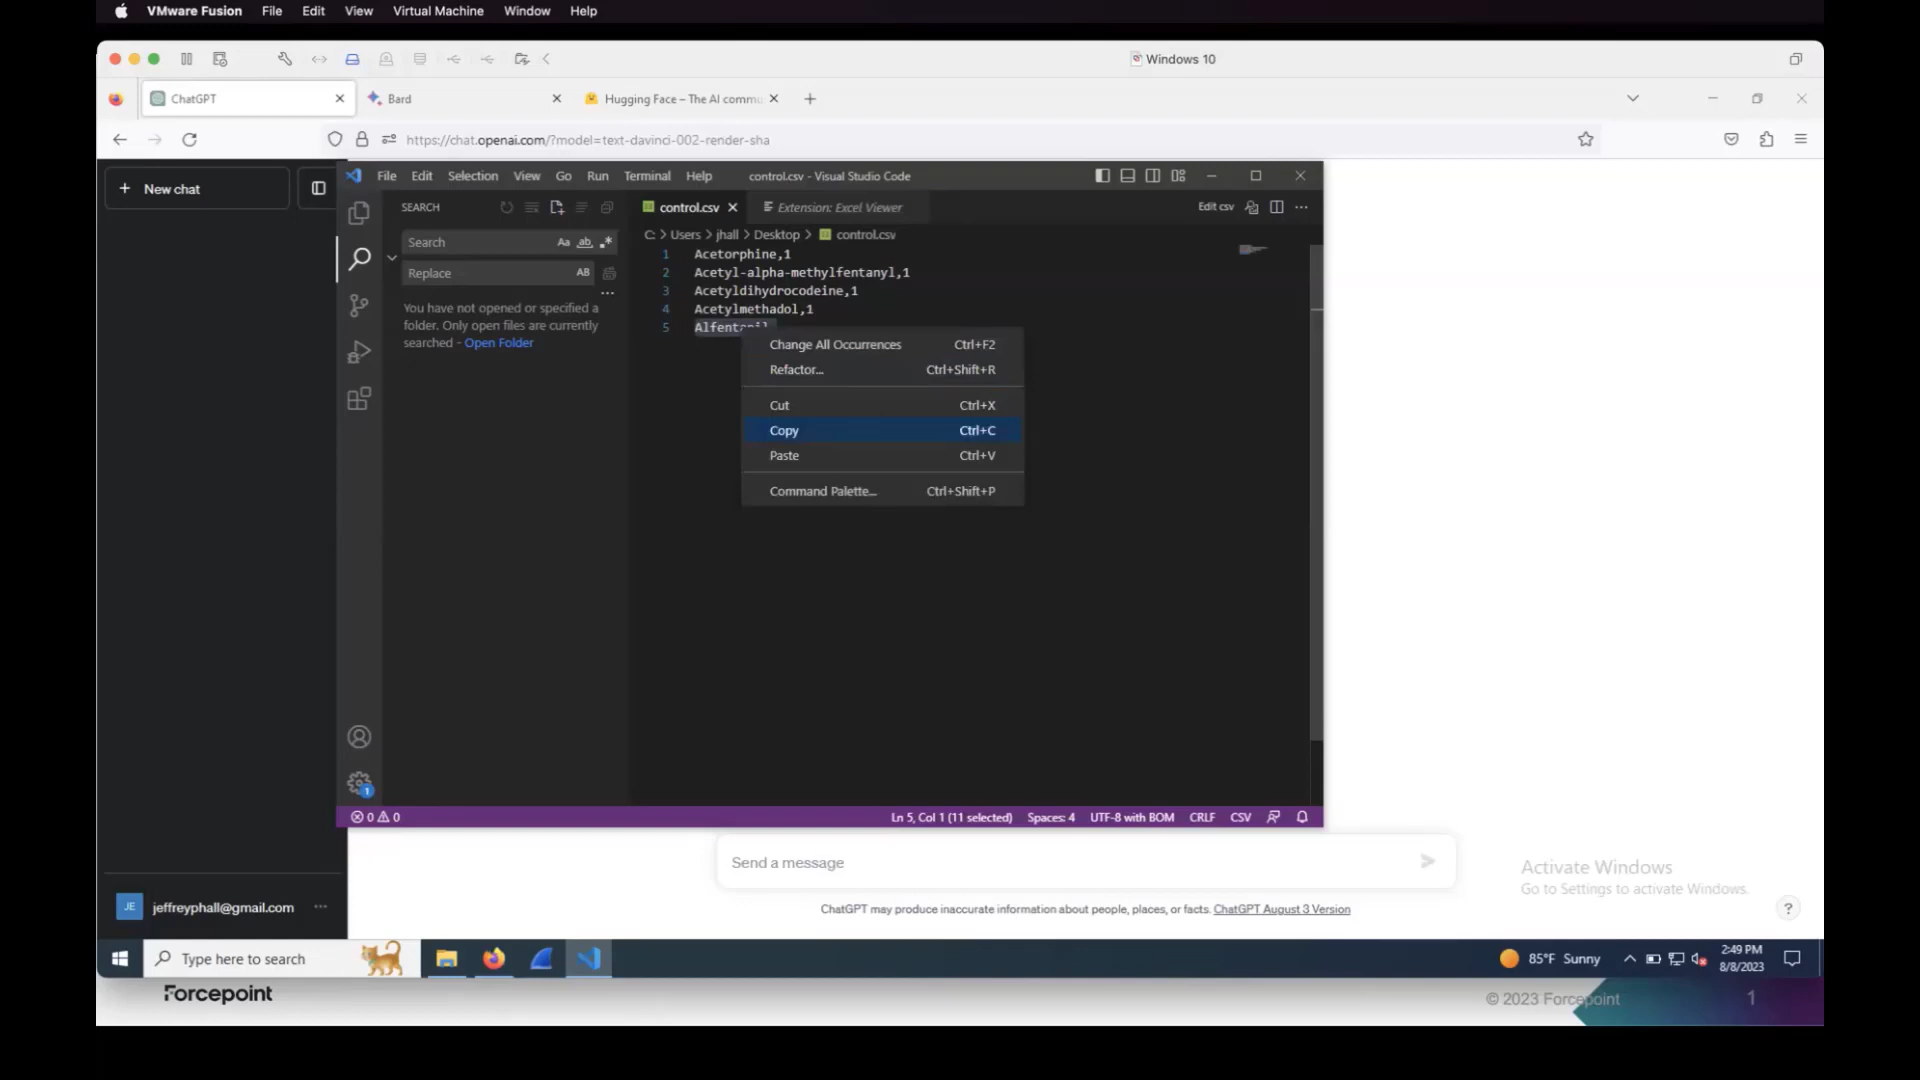 VMware Fusion File Edit View Virtual Machine Window Help
Windows 10
ChatGPT
Bard
Hugging Face – The AI commu
https://chat.openai.com/?model=text-davinci-002-render-sha
New chat
File Edit Selection View Go Run Terminal Help
control.csv - Visual Studio Code
SEARCH
control.csv
Extension: Excel Viewer
Edit csv
Search
Aa ab
C: > Users > jhall > Desktop > control.csv
Replace
AB
You have not opened or specified a
folder. Only open files are currently
searched - Open Folder
1 Acetorphine,1
2 Acetyl-alpha-methylfentanyl,1
3 Acetyldihydrocodeine,1
4 Acetylmethadol,1
5 Alfentanil
Change All Occurrences Ctrl+F2
Refactor... Ctrl+Shift+R
Cut Ctrl+X
Copy Ctrl+C
Paste Ctrl+V
Command Palette... Ctrl+Shift+P
1
0 0
Ln 5, Col 1 (11 selected)
Spaces: 4
UTF-8 with BOM
CRLF
CSV
Send a message
Activate Windows
Go to Settings to activate Windows.
JE jeffreyphall@gmail.com
ChatGPT may produce inaccurate information about people, places, or facts. ChatGPT August 3 Version
?
Type here to search
85°F Sunny
2:49 PM
8/8/2023
Forcepoint
© 2023 Forcepoint
1